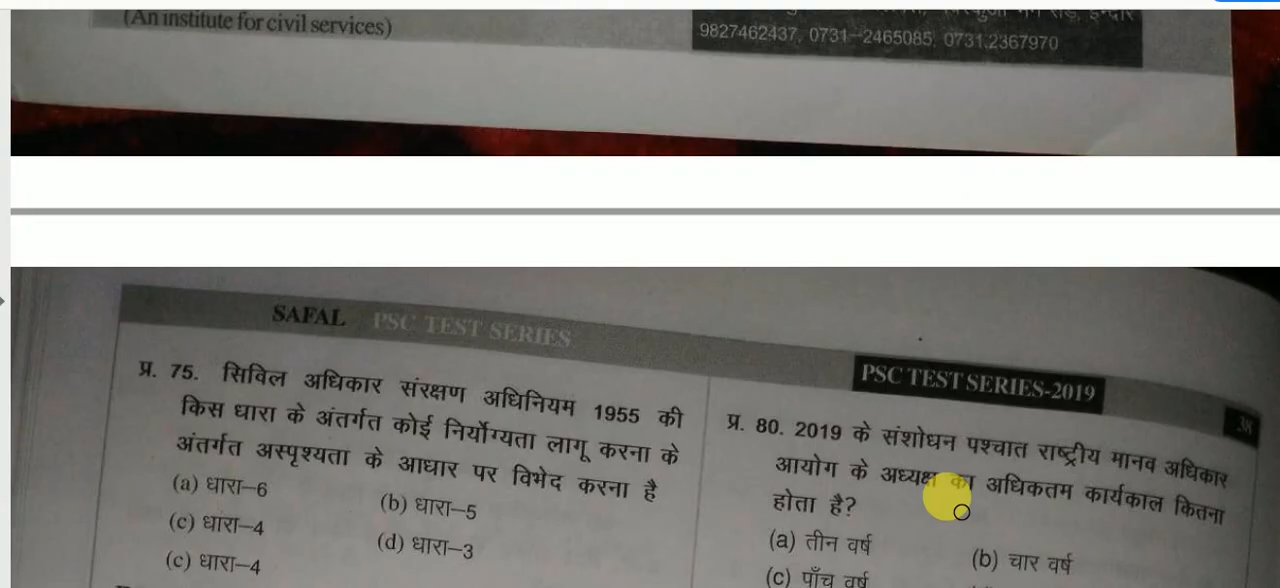 (An institute for civil services)
9827462437, 0731-2465085, 0731,2367970
SAFAL PSC TEST SERIES
PSC TEST SERIES-2019
38
प्र. 75. सिविल अधिकार संरक्षण अधिनियम 1955 की
किस धारा के अंतर्गत कोई निर्योग्यता लागू करना के
अंतर्गत अस्पृश्यता के आधार पर विभेद करना है
(a) धारा-6
(b) धारा-5
(c) धारा-4
(d) धारा-3
(c) धारा-4
प्र. 80. 2019 के संशोधन पश्चात राष्ट्रीय मानव अधिकार
आयोग के अध्यक्ष का अधिकतम कार्यकाल कितना
होता है?
(a) तीन वर्ष
(b) चार वर्ष
(c) पाँच वर्ष